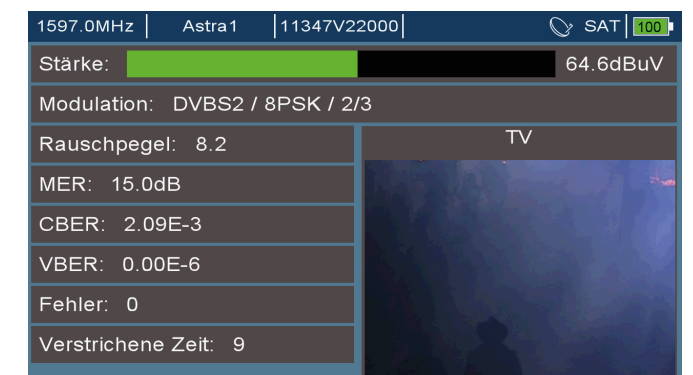 1597.0MHz Astra1 11347V22000 SAT 100
Stärke: 64.6dBuV
Modulation: DVBS2 / 8PSK / 2/3
Rauschpegel: 8.2
TV
MER: 15.0dB
CBER: 2.09E-3
VBER: 0.00E-6
Fehler: 0
Verstrichene Zeit: 9